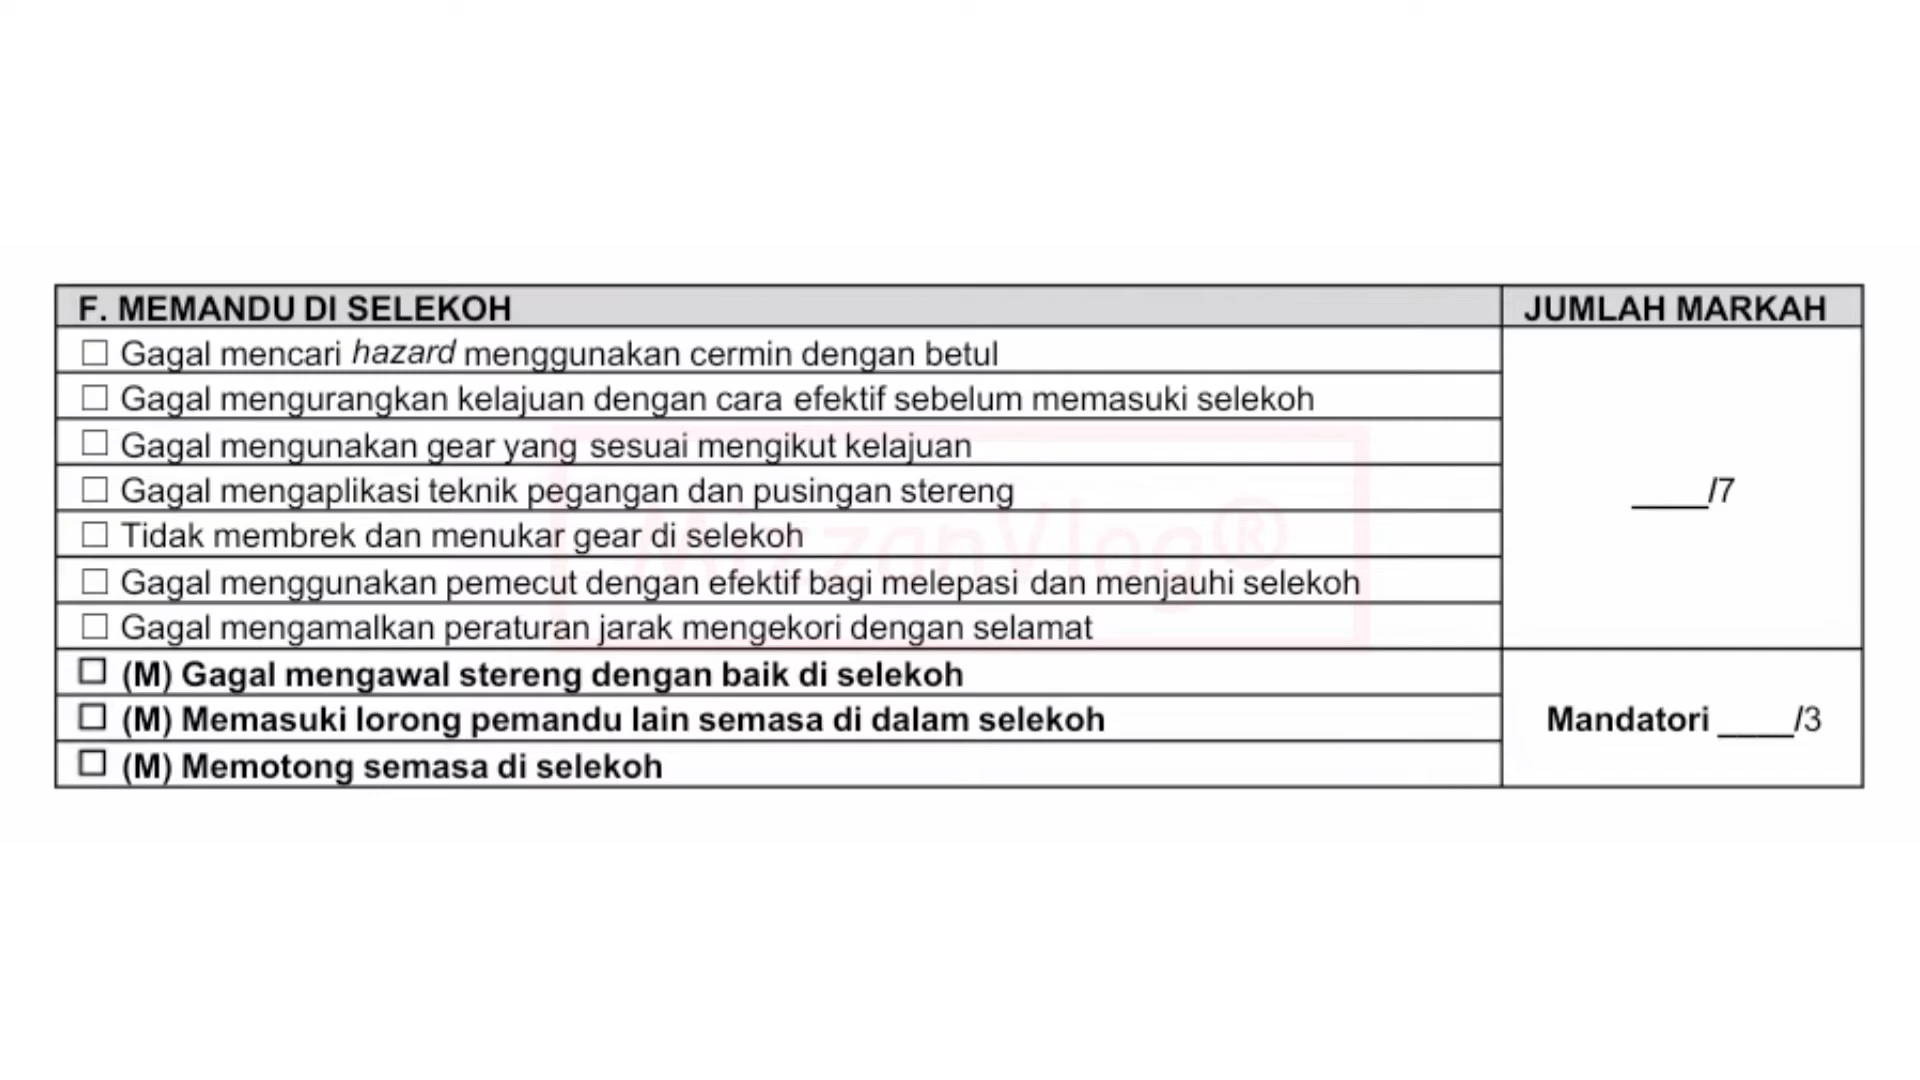 F. MEMANDU DI SELEKOH
JUMLAH MARKAH
☐ Gagal mencari hazard menggunakan cermin dengan betul
☐ Gagal mengurangkan kelajuan dengan cara efektif sebelum memasuki selekoh
☐ Gagal mengunakan gear yang sesuai mengikut kelajuan
☐ Gagal mengaplikasi teknik pegangan dan pusingan stereng
☐ Tidak membrek dan menukar gear di selekoh
☐ Gagal menggunakan pemecut dengan efektif bagi melepasi dan menjauhi selekoh
☐ Gagal mengamalkan peraturan jarak mengekori dengan selamat
____/7
☐ (M) Gagal mengawal stereng dengan baik di selekoh
☐ (M) Memasuki lorong pemandu lain semasa di dalam selekoh
☐ (M) Memotong semasa di selekoh
Mandatori ____/3
MizzanVlog®